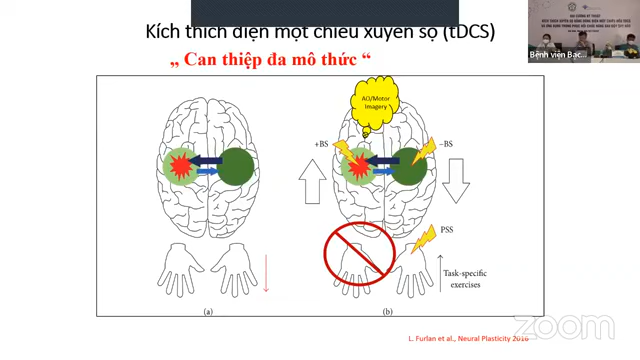 Kích thích điện một chiều xuyên sọ (tDCS)
„ Can thiệp đa mô thức “
AO/Motor
Imagery
+BS
−BS
PSS
Task-specific
exercises
(a)
(b)
L. Furlan et al., Neural Plasticity 2016
zoom
Bệnh viện Bạc...